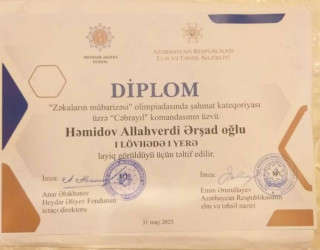 HEYDƏR ƏLİYEV
FONDU
AZƏRBAYCAN RESPUBLİKASI
ELM VƏ TƏHSİL NAZİRLİYİ
DİPLOM
“Zəkaların mübarizəsi” olimpiadasında şahmat kateqoriyası
üzrə “Cəbrayıl” komandasının üzvü
Həmidov Allahverdi Ərşad oğlu
I LÖVHƏDƏ I YERƏ
layiq görüldüyü üçün təltif edilir.
İmza:
İmza:
Anar Ələkbərov
Heydər Əliyev Fondunun
icraçı direktoru
Emin Əmrullayev
Azərbaycan Respublikasının
elm və təhsil naziri
31 may 2025